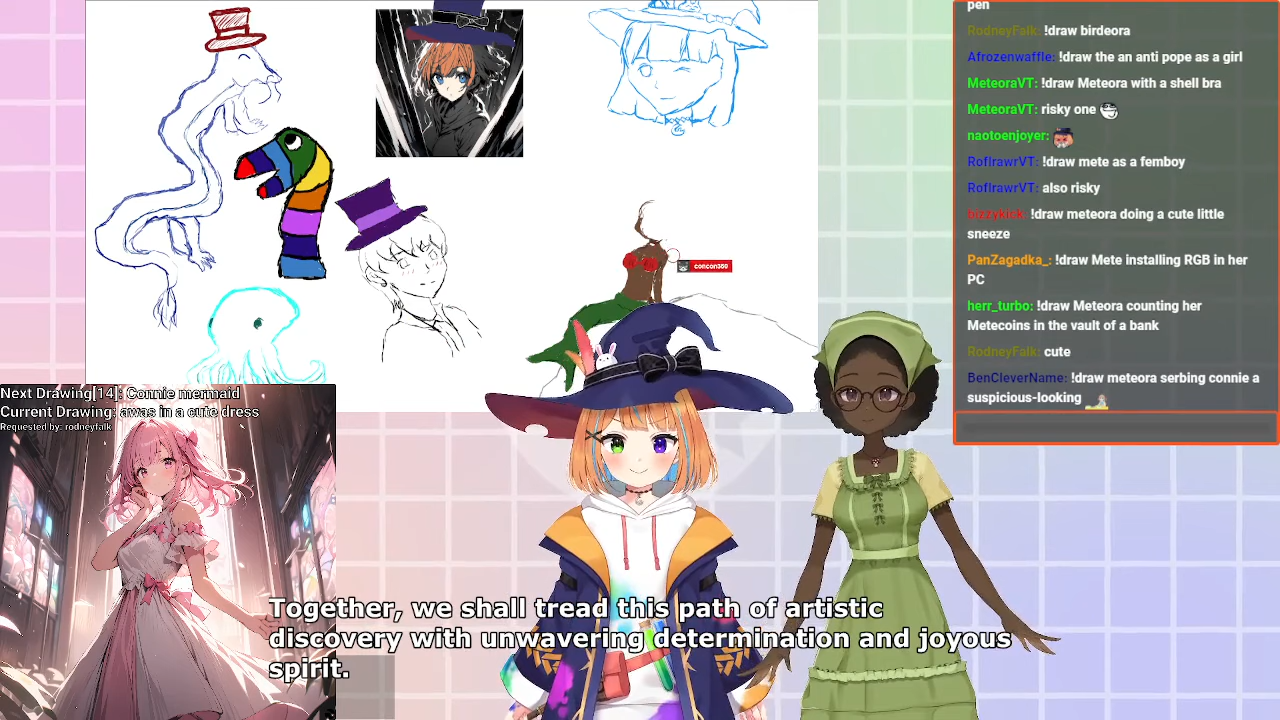 pen
RodneyFalk: !draw birdeora
Afrozenwaffle: !draw the an anti pope as a girl
MeteoraVT: !draw Meteora with a shell bra
MeteoraVT: risky one
naotoenjoyer:
RoflrawrVT: !draw mete as a femboy
RoflrawrVT: also risky
bizzykick: !draw meteora doing a cute little
sneeze
PanZagadka_: !draw Mete installing RGB in her
PC
herr_turbo: !draw Meteora counting her
Metecoins in the vault of a bank
RodneyFalk: cute
BenCleverName: !draw meteora serbing connie a
suspicious-looking
concon360
Next Drawing[14]: Connie mermaid
Current Drawing: awas in a cute dress
Requested by: rodneyfalk
Together, we shall tread this path of artistic
discovery with unwavering determination and joyous
spirit.